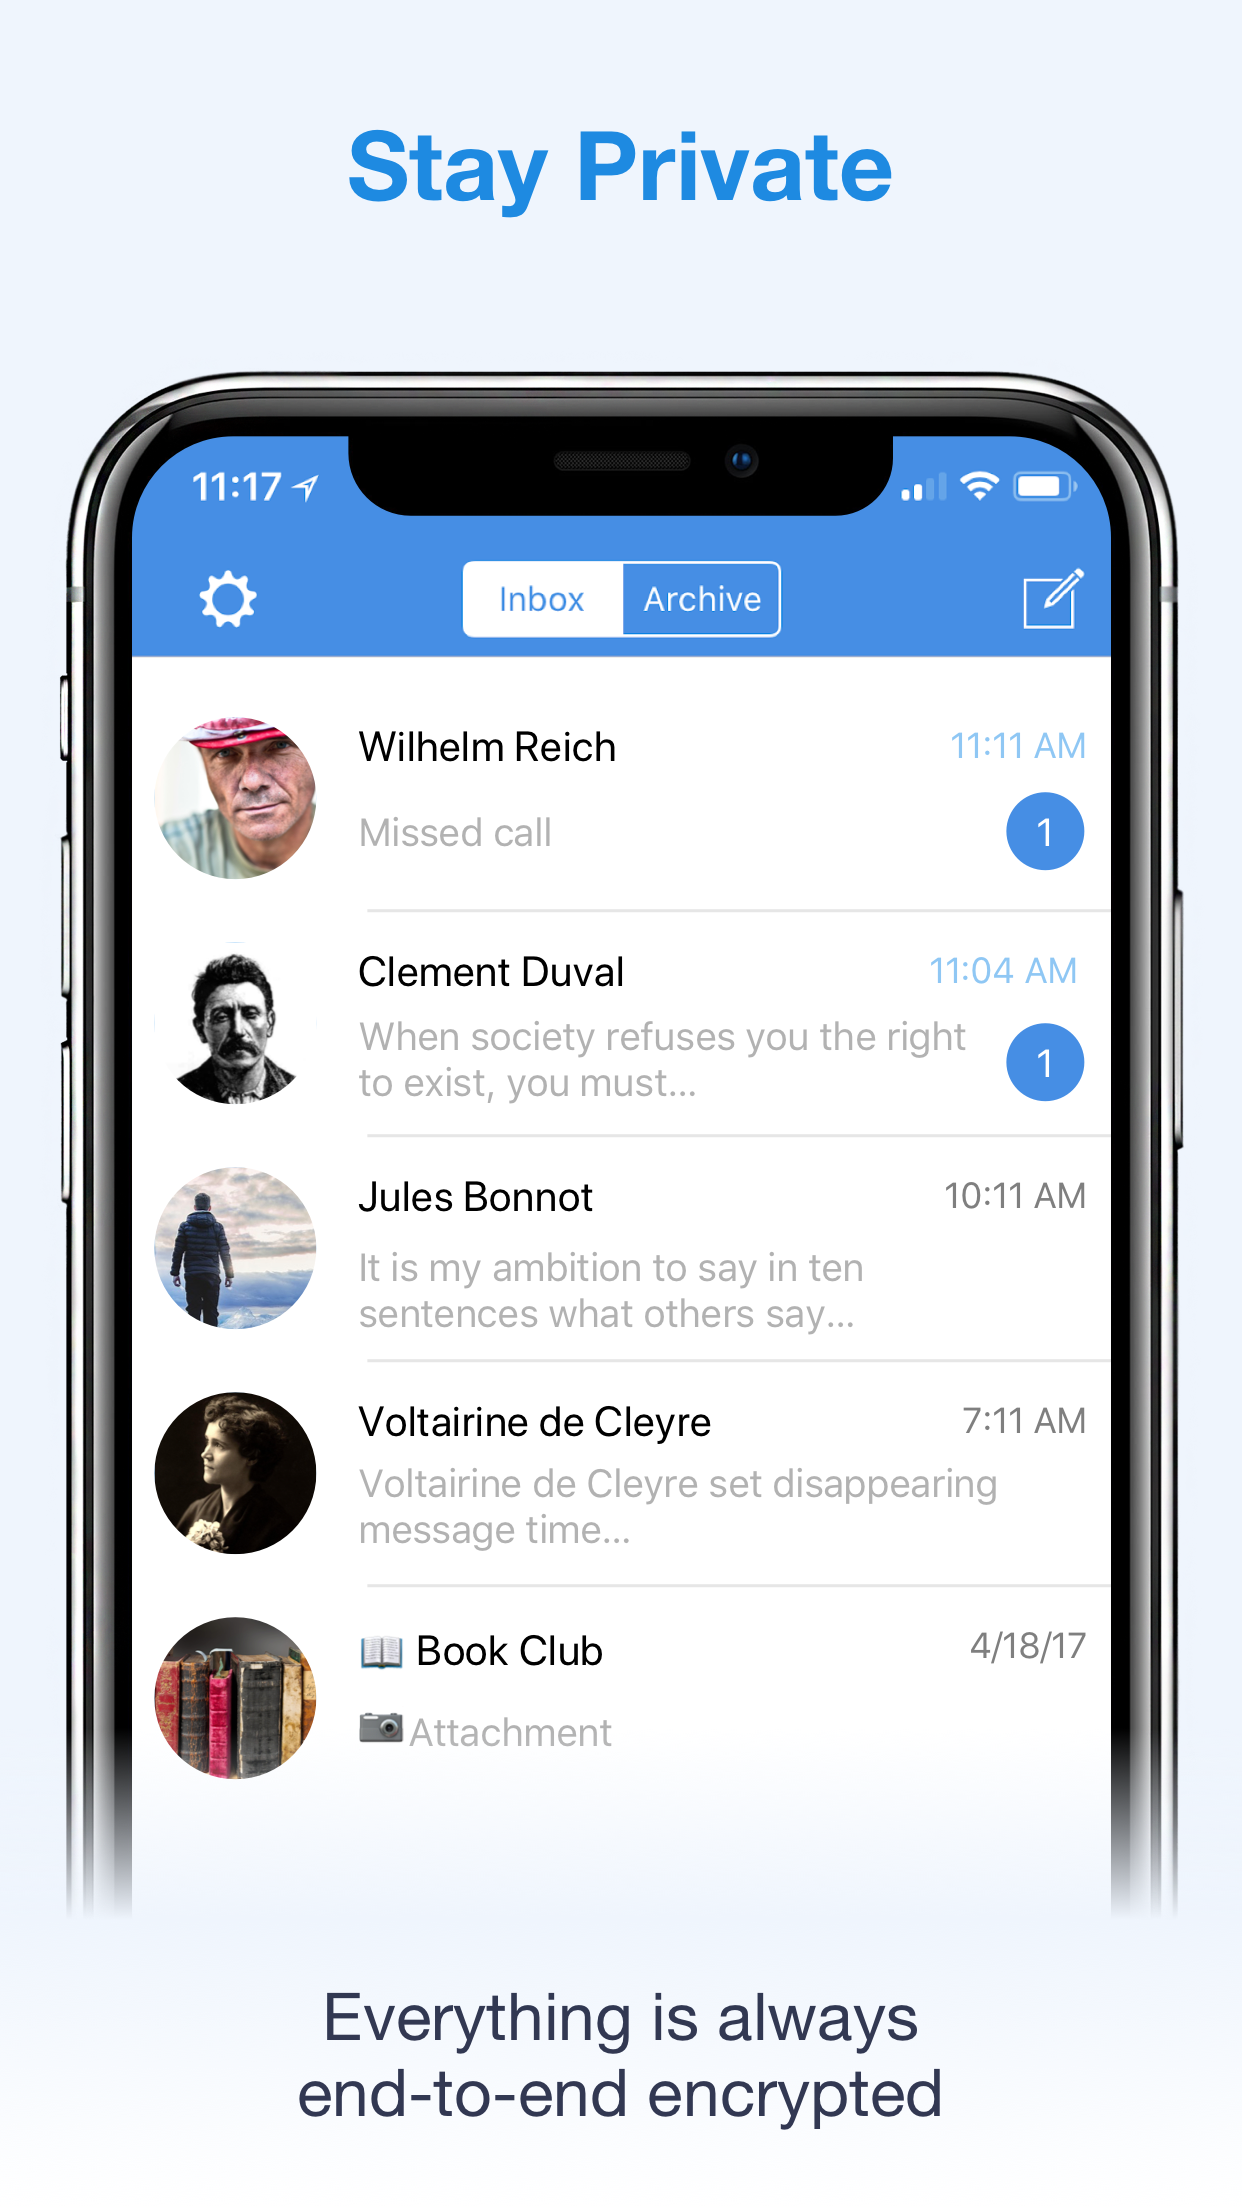 Stay Private
11:17
Inbox
Archive
Wilhelm Reich
11:11 AM
Missed call
1
Clement Duval
11:04 AM
When society refuses you the right
to exist, you must...
1
Jules Bonnot
10:11 AM
It is my ambition to say in ten
sentences what others say...
Voltairine de Cleyre
7:11 AM
Voltairine de Cleyre set disappearing
message time...
📖 Book Club
4/18/17
📷 Attachment
Everything is always
end-to-end encrypted